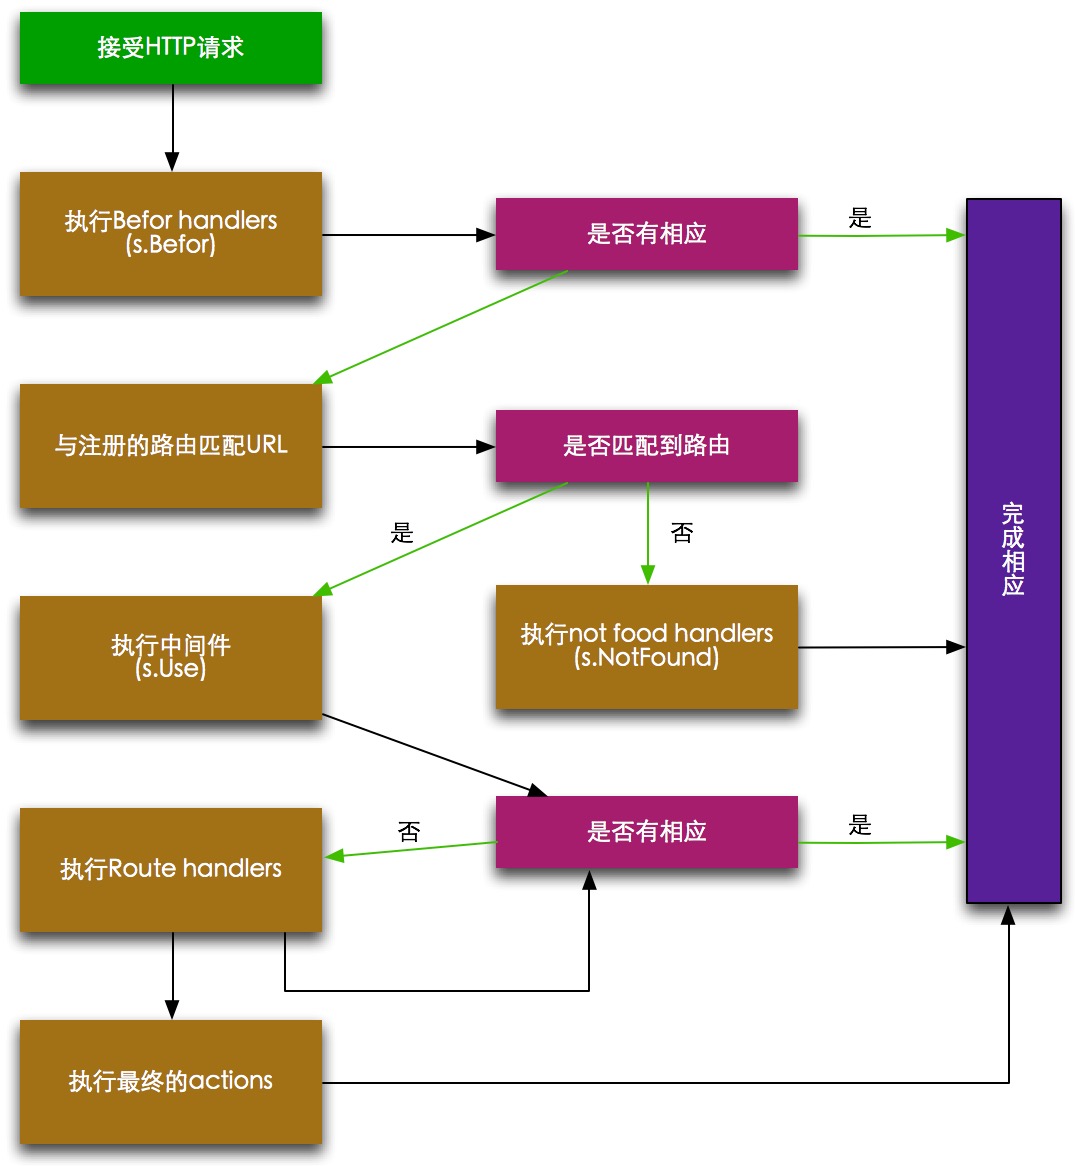 接受HTTP请求
执行Befor handlers
(s.Befor)
是否有相应
是
与注册的路由匹配URL
是否匹配到路由
是
否
执行中间件
(s.Use)
执行not food handlers
(s.NotFound)
完成相应
执行Route handlers
否
是否有相应
是
执行最终的actions